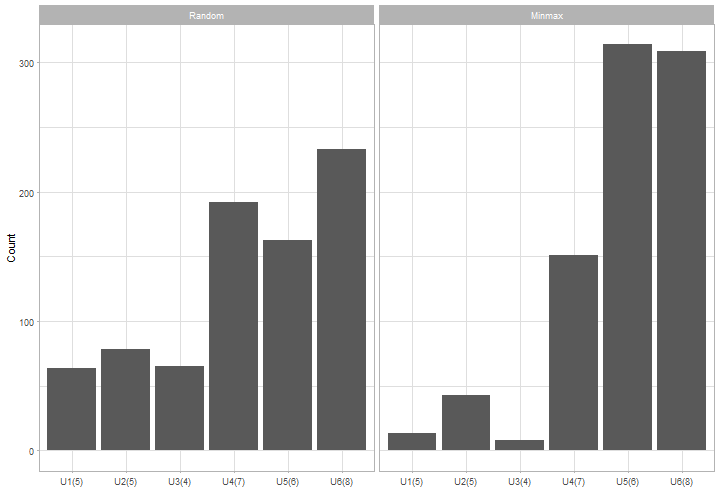 Random
Minmax
Count
300
200
100
0
U1(5) U2(5) U3(4) U4(7) U5(6) U6(8)
U1(5) U2(5) U3(4) U4(7) U5(6) U6(8)